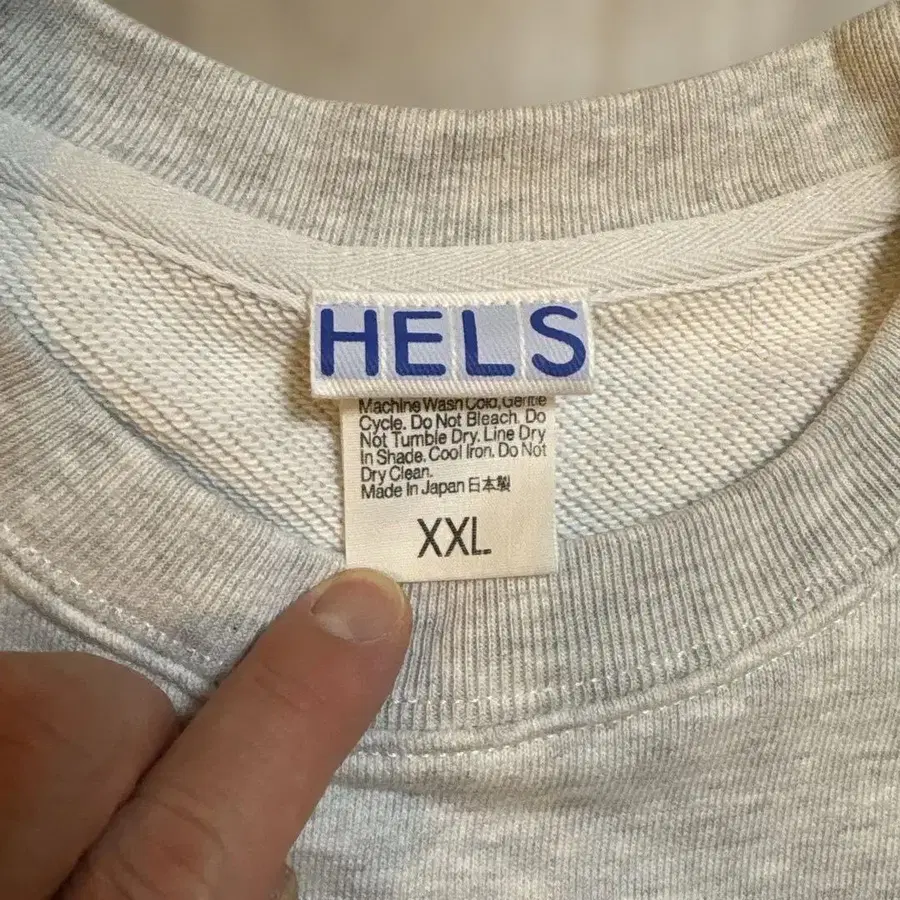 HELS
Machine Wash Cold, Gentle
Cycle. Do Not Bleach. Do
Not Tumble Dry. Line Dry
In Shade. Cool Iron. Do Not
Dry Clean.
Made In Japan 日本製
XXL